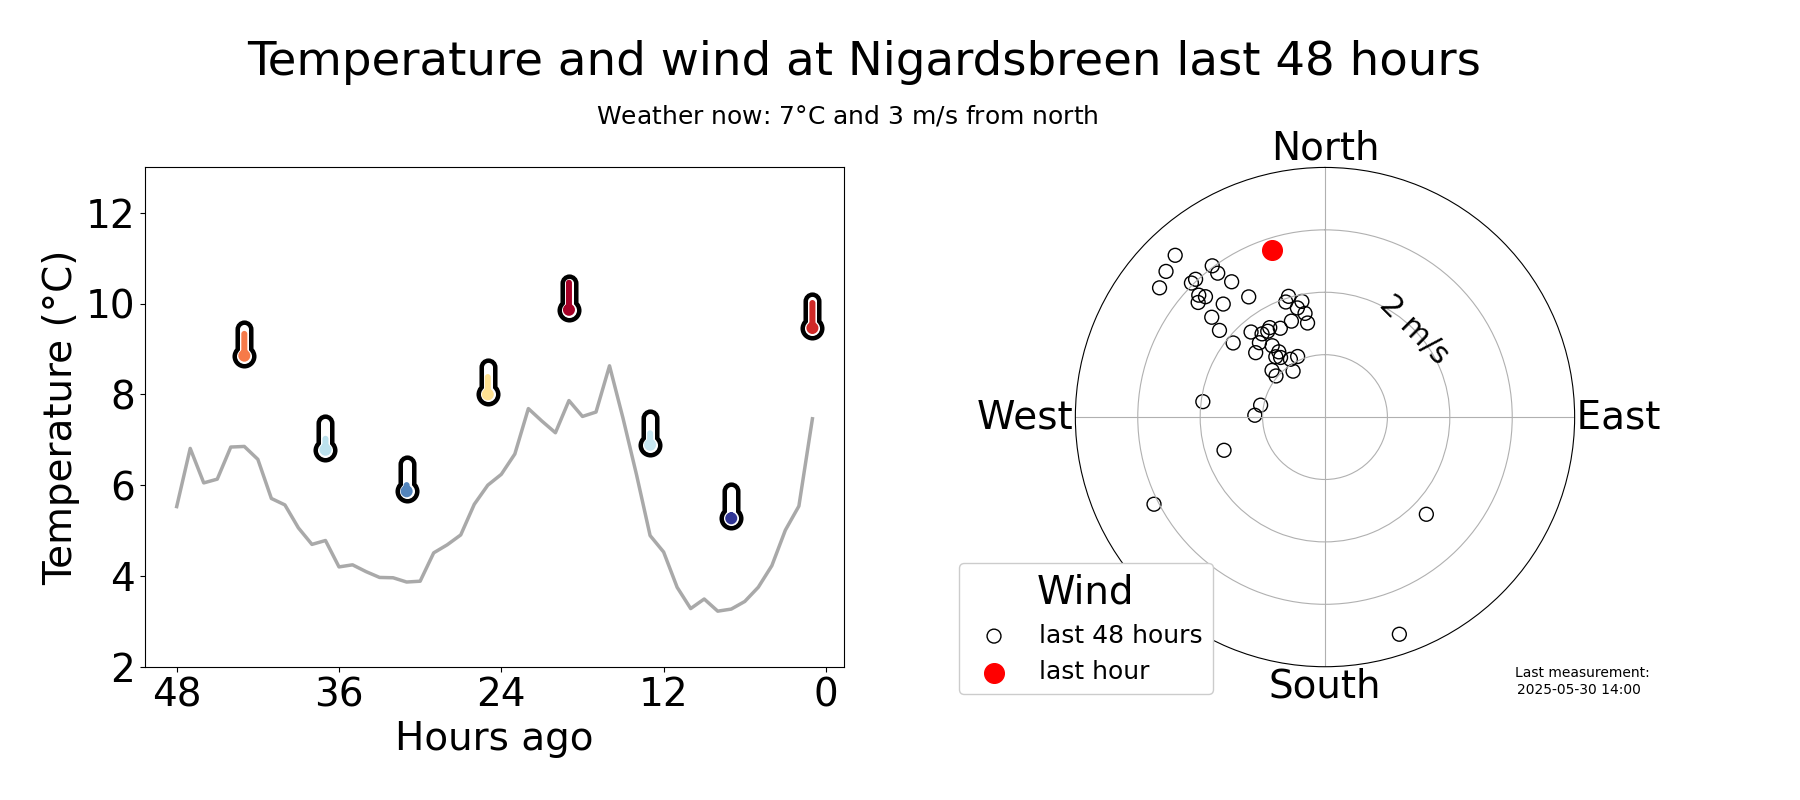 Temperature and wind at Nigardsbreen last 48 hours
Weather now: 7°C and 3 m/s from north
Temperature (°C)
12
10
8
6
4
2
48 36 24 12 0
Hours ago
North
West
East
South
2 m/s
Wind
last 48 hours
last hour
Last measurement:
2025-05-30 14:00